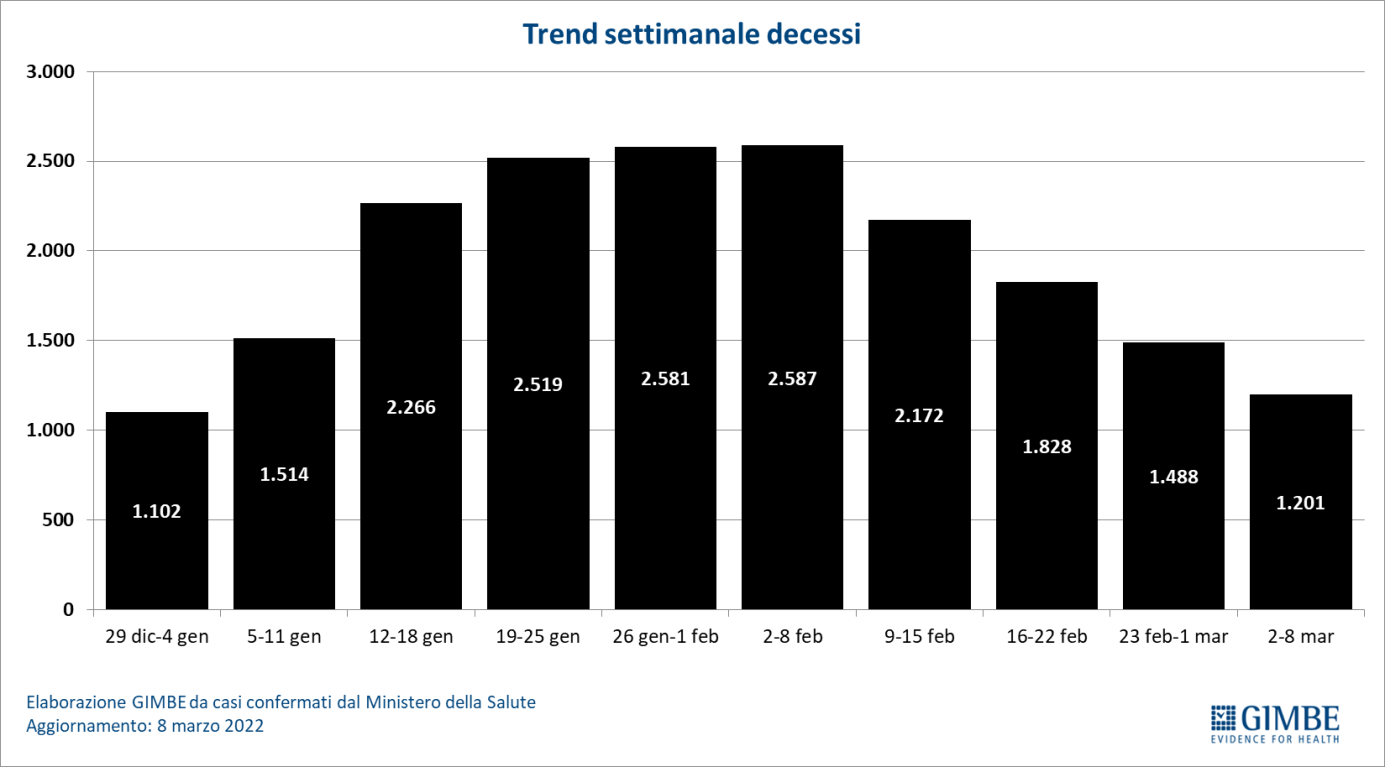 Trend settimanale decessi
3.000
2.500
2.000
1.500
1.000
500
0
1.102
1.514
2.266
2.519
2.581
2.587
2.172
1.828
1.488
1.201
29 dic-4 gen
5-11 gen
12-18 gen
19-25 gen
26 gen-1 feb
2-8 feb
9-15 feb
16-22 feb
23 feb-1 mar
2-8 mar
Elaborazione GIMBE da casi confermati dal Ministero della Salute
Aggiornamento: 8 marzo 2022
GIMBE
EVIDENCE FOR HEALTH